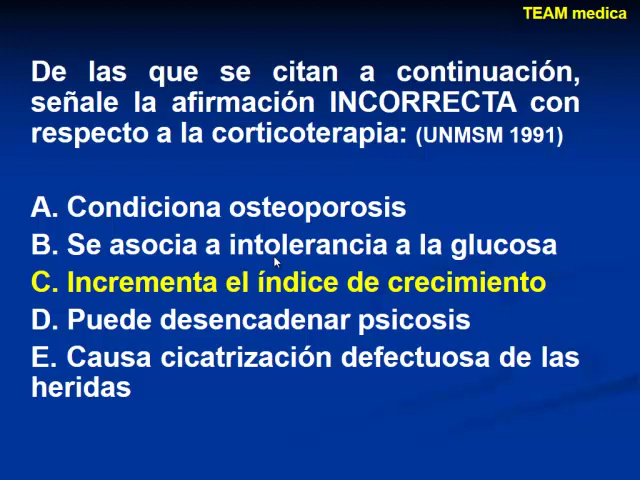 TEAM medica
De las que se citan a continuación,
señale la afirmación INCORRECTA con
respecto a la corticoterapia: (UNMSM 1991)
A. Condiciona osteoporosis
B. Se asocia a intolerancia a la glucosa
C. Incrementa el índice de crecimiento
D. Puede desencadenar psicosis
E. Causa cicatrización defectuosa de las
heridas